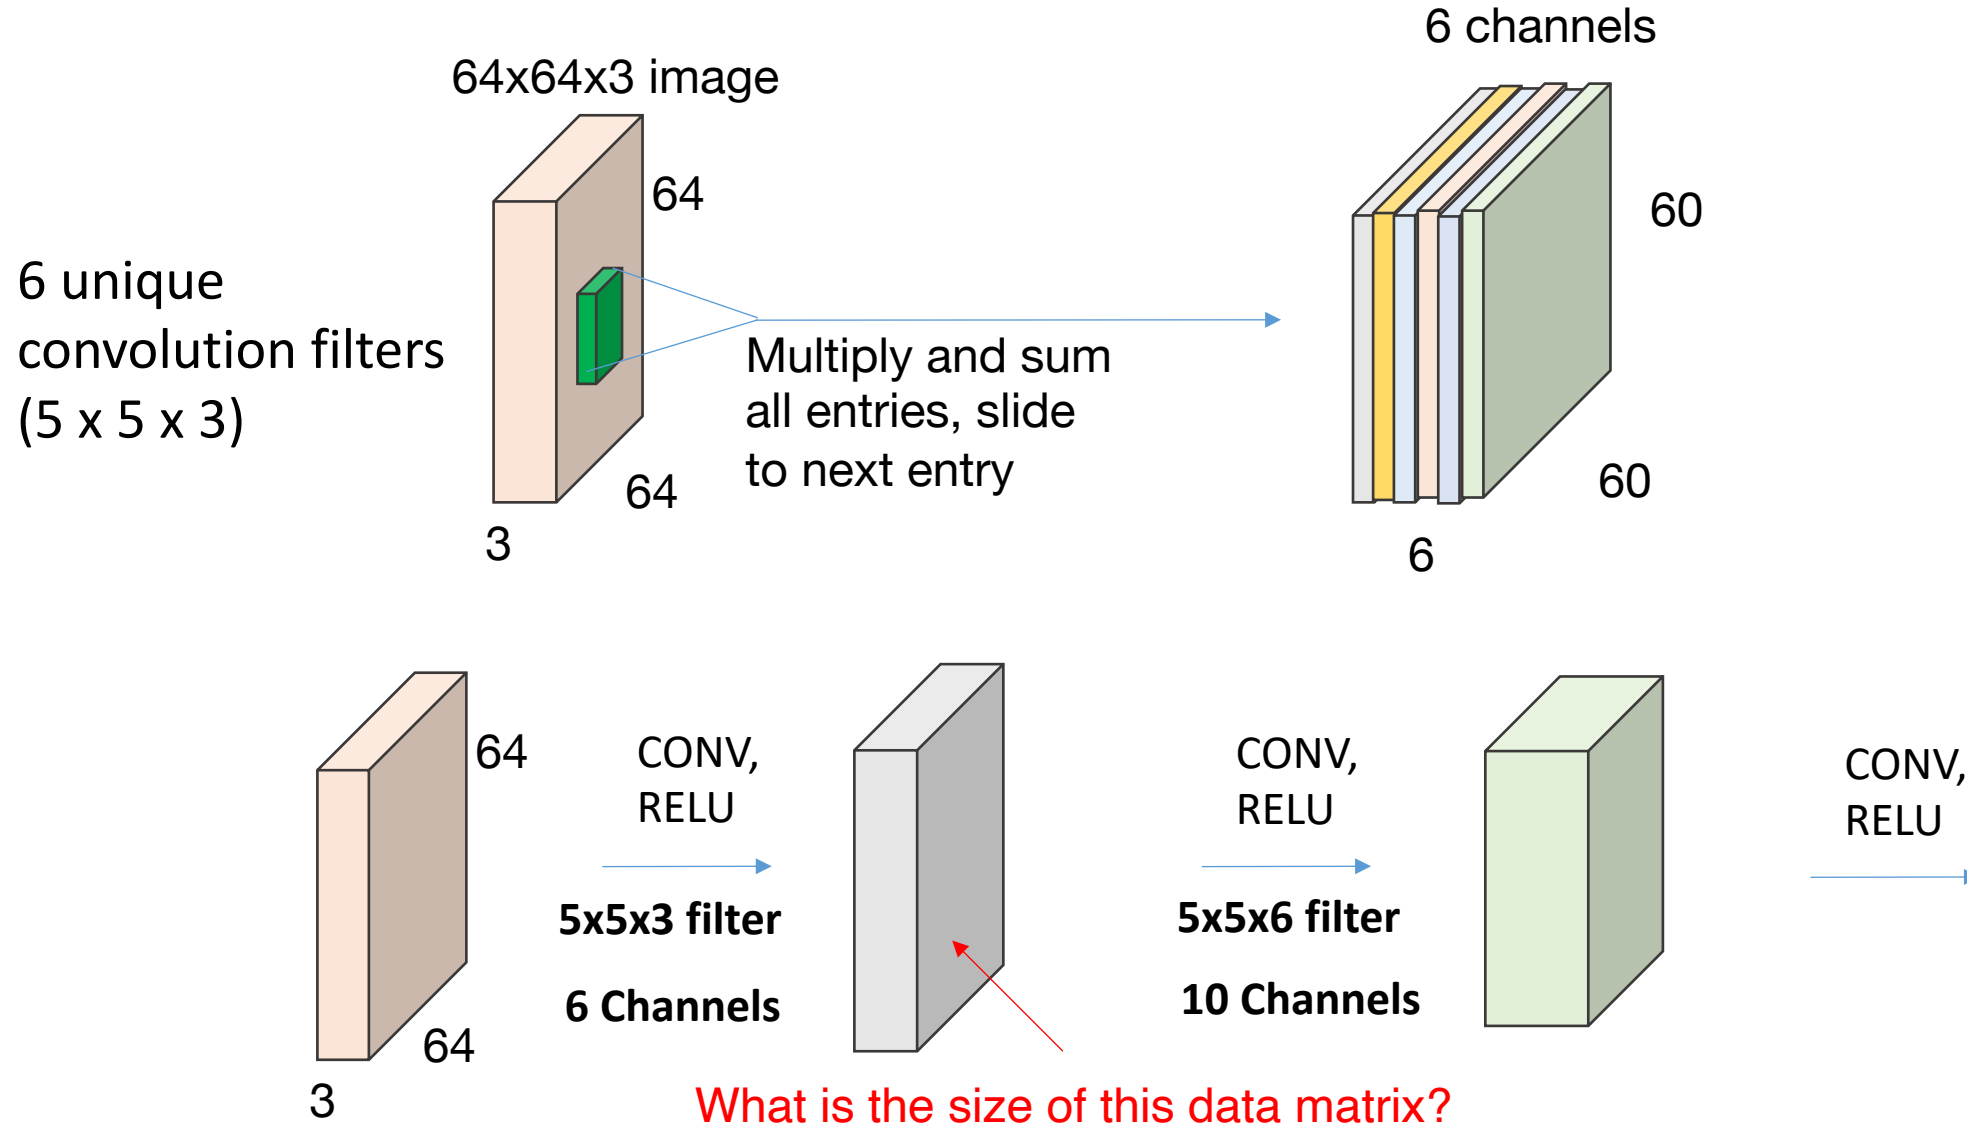 6 channels
64x64x3 image
64
60
6 unique
convolution filters
(5 x 5 x 3)
Multiply and sum
all entries, slide
to next entry
64
60
3
6
64
CONV,
RELU
CONV,
RELU
CONV,
RELU
5x5x3 filter
5x5x6 filter
6 Channels
10 Channels
64
3
What is the size of this data matrix?